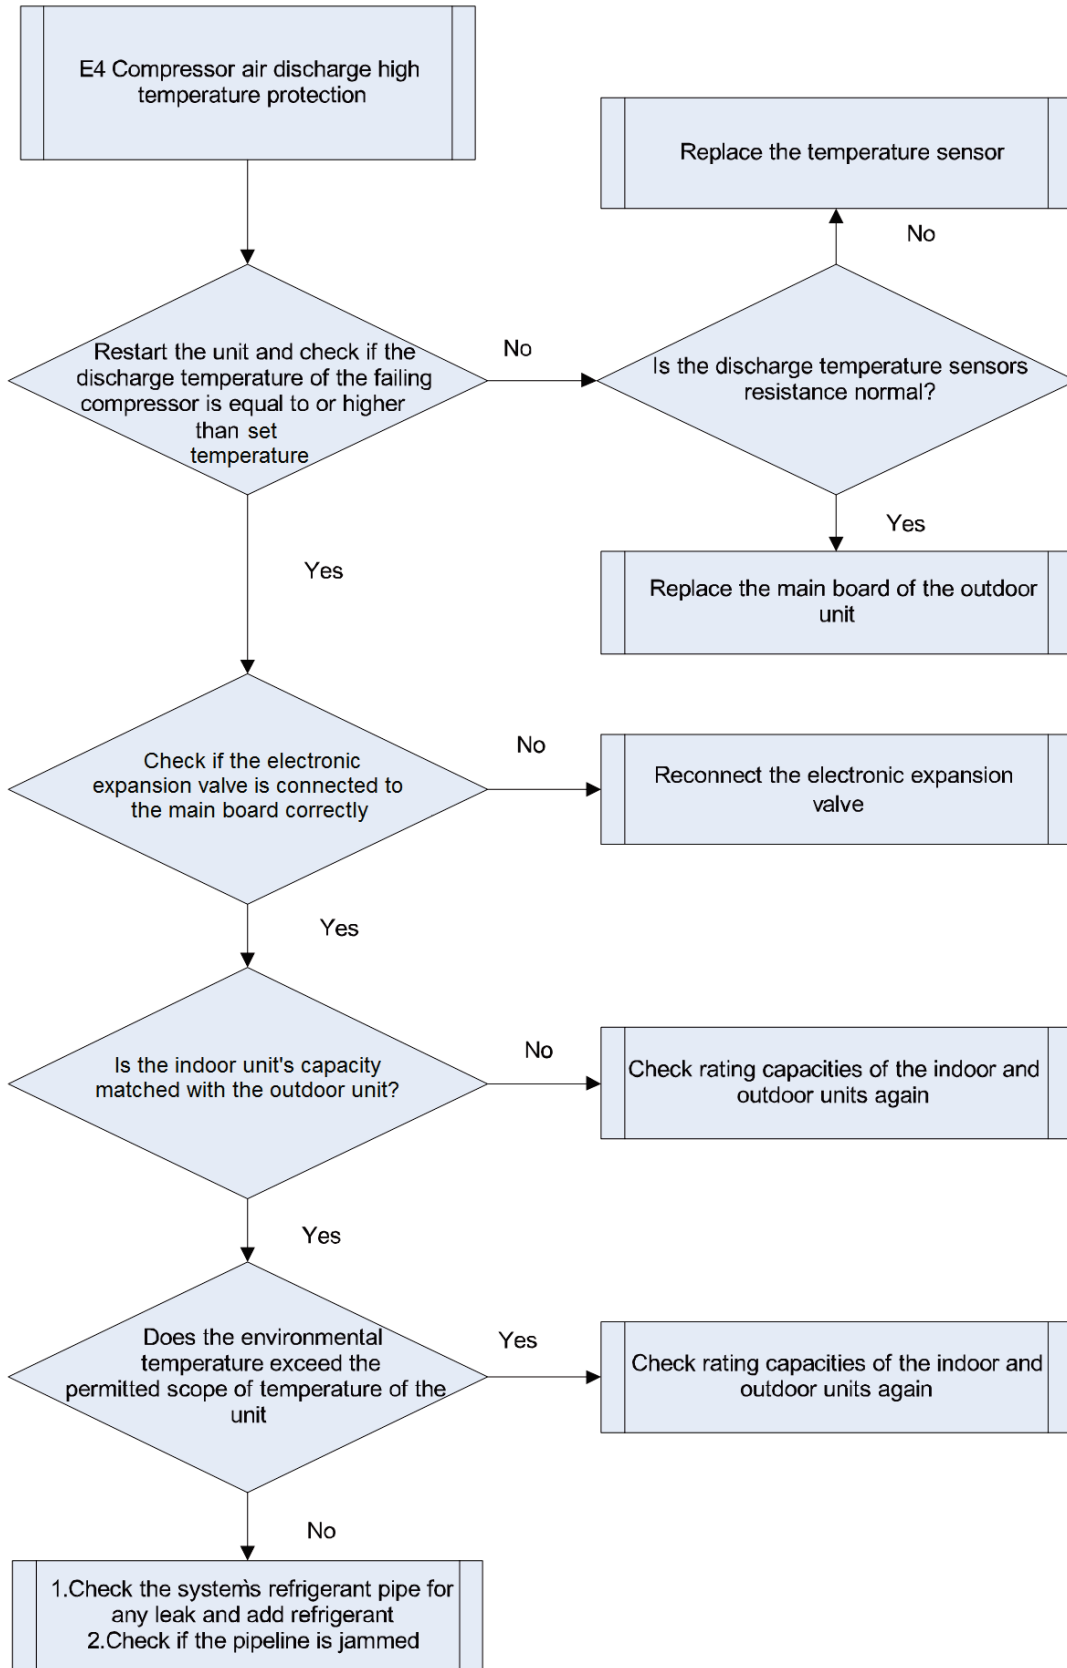 E4 Compressor air discharge high
temperature protection
Replace the temperature sensor
No
Restart the unit and check if the
discharge temperature of the failing
compressor is equal to or higher
than set
temperature
No
Is the discharge temperature sensors
resistance normal?
Yes
Yes
Replace the main board of the outdoor
unit
Check if the electronic
expansion valve is connected to
the main board correctly
No
Reconnect the electronic expansion
valve
Yes
Is the indoor unit's capacity
matched with the outdoor unit?
No
Check rating capacities of the indoor and
outdoor units again
Yes
Does the environmental
temperature exceed the
permitted scope of temperature of the
unit
Yes
Check rating capacities of the indoor and
outdoor units again
No
1.Check the system's refrigerant pipe for
any leak and add refrigerant
2.Check if the pipeline is jammed